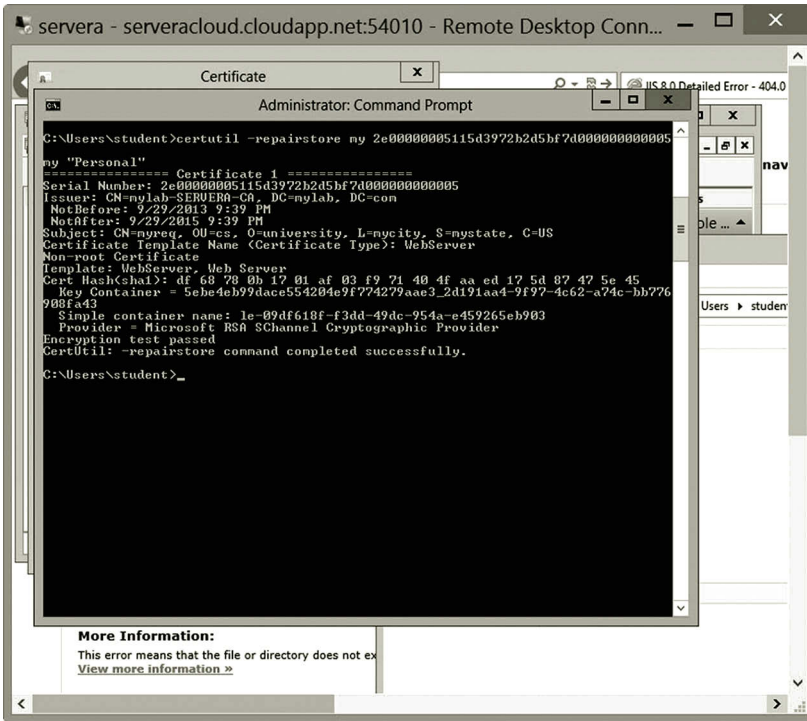 servera - serveracloud.cloudapp.net:54010 - Remote Desktop Conn...
Certificate
JIS 8.0 Detailed Error - 404.0
Administrator: Command Prompt
C:\Users\student>certutil -repairstore my 2e00000005115d3972b2d5bf7d000000000005
my "Personal"
================ Certificate 1 ================
Serial Number: 2e00000005115d3972b2d5bf7d000000000005
Issuer: CN=mylab-SERVERA-CA, DC=mylab, DC=com
NotBefore: 9/29/2013 9:39 PM
NotAfter: 9/29/2015 9:39 PM
Subject: CN=myreq, OU=cs, O=university, L=mycity, S=mystate, C=US
Certificate Template Name (Certificate Type): WebServer
Non-root Certificate
Template: WebServer, Web Server
Cert Hash(sha1): df 68 78 0b 17 01 af 03 f9 71 40 4f aa ed 17 5d 87 47 5e 45
Key Container = 5ebe4eb99dace554204e9f774279aae3_2d191aa4-9f97-4c62-a74c-bb776
908fa43
Simple container name: le-09df618f-f3dd-49dc-954a-e459265eb903
Provider = Microsoft RSA SChannel Cryptographic Provider
Encryption test passed
CertUtil: -repairstore command completed successfully.
C:\Users\student>_
nav
ple ...
Users ▸ studen
More Information:
This error means that the file or directory does not ex
View more information »